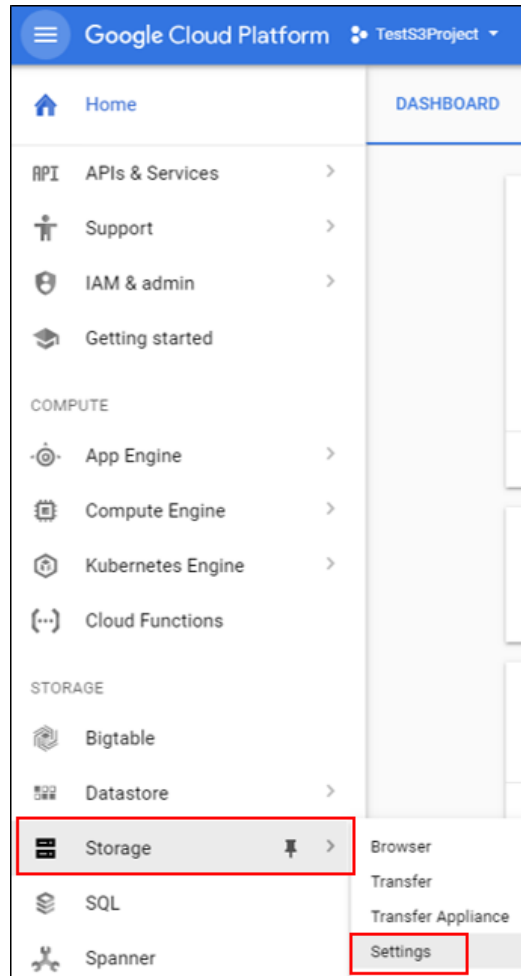 Google Cloud Platform TestS3Project
Home
DASHBOARD
API APIs & Services
Support
IAM & admin
Getting started
COMPUTE
App Engine
Compute Engine
Kubernetes Engine
Cloud Functions
STORAGE
Bigtable
Datastore
Storage
Browser
Transfer
Transfer Appliance
Settings
SQL
Spanner